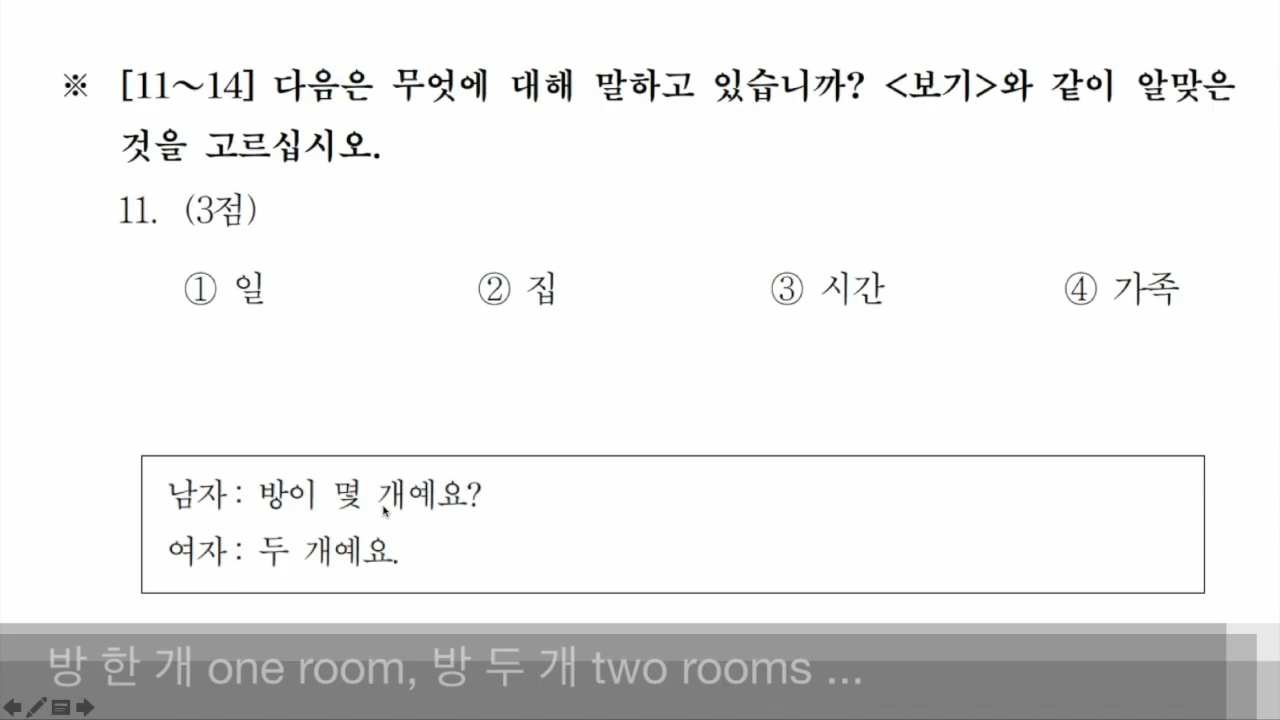 ※ [11~14] 다음은 무엇에 대해 말하고 있습니까? <보기>와 같이 알맞은
것을 고르십시오.
11. (3점)
① 일 ② 집 ③ 시간 ④ 가족
남자: 방이 몇 개예요?
여자: 두 개예요.
방 한 개 one room, 방 두 개 two rooms ...